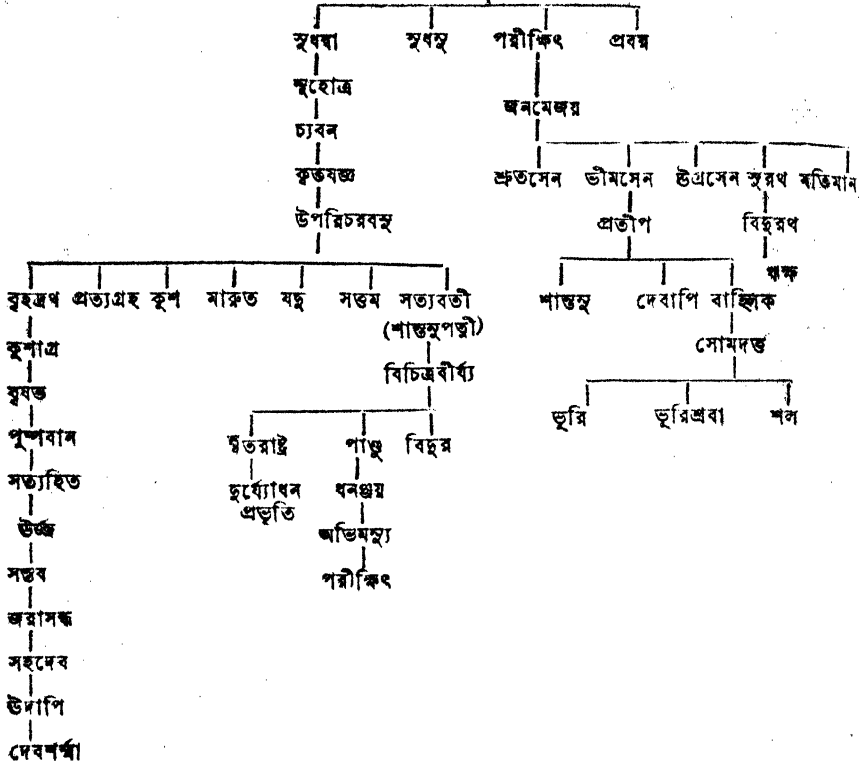 সুধন্বা সুধনু পরীক্ষিৎ প্রবন্ন
সুহোত্র
জনমেজয়
চ্যবন
কৃতযজ্ঞ শ্রুতসেন ভীমসেন উগ্রসেন সুরথ মতিমান
উপরিচরবসু প্রতীপ বিদুরথ
ঋক্ষ
বৃহদ্রথ প্রত্যগ্রহ কুশ মারুত যদু সত্তম সত্যবতী শান্তনু দেবাপি বাহ্লিক
(শান্তনুপত্নী)
কুশাগ্র সোমদত্ত
বিচিত্রবীর্য্য
বৃষভ
ভূরি ভূরিশ্রবা শল
পুষ্পবান ধৃতরাষ্ট্র পাণ্ডু বিদুর
সত্যহিত দুর্য্যোধন ধনঞ্জয়
প্রভৃতি
ঊর্জ্জ অভিমন্যু
সম্ভব পরীক্ষিৎ
জরাসন্ধ
সহদেব
উদাপি
দেবশর্ম্মা